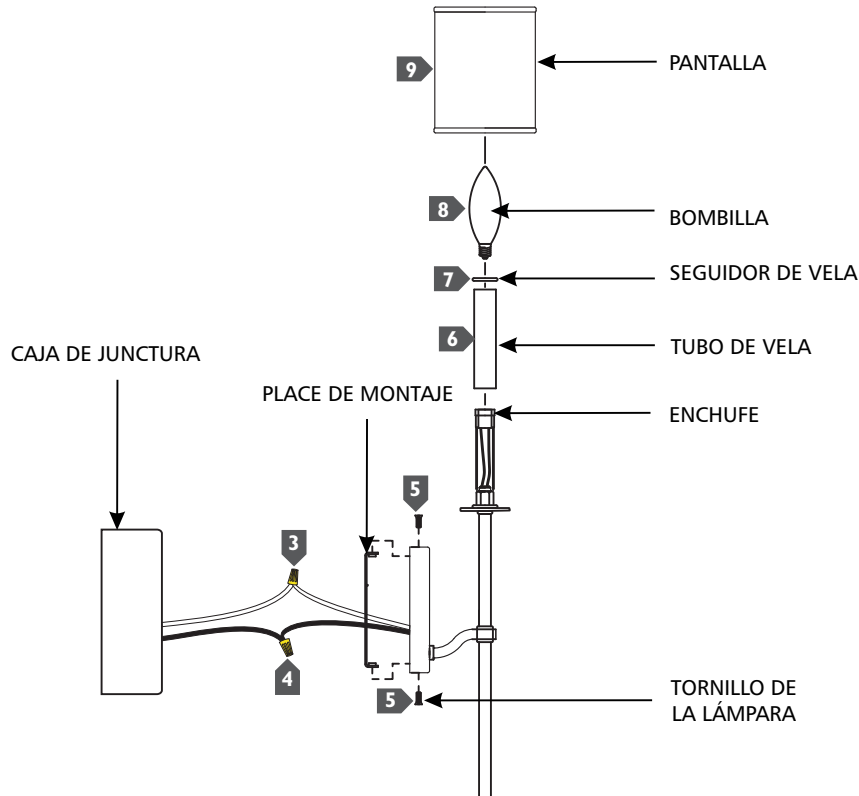 9
PANTALLA
8
BOMBILLA
7
SEGUIDOR DE VELA
6
TUBO DE VELA
CAJA DE JUNCTURA
PLACE DE MONTAJE
ENCHUFE
5
3
4
5
TORNILLO DE
LA LÁMPARA